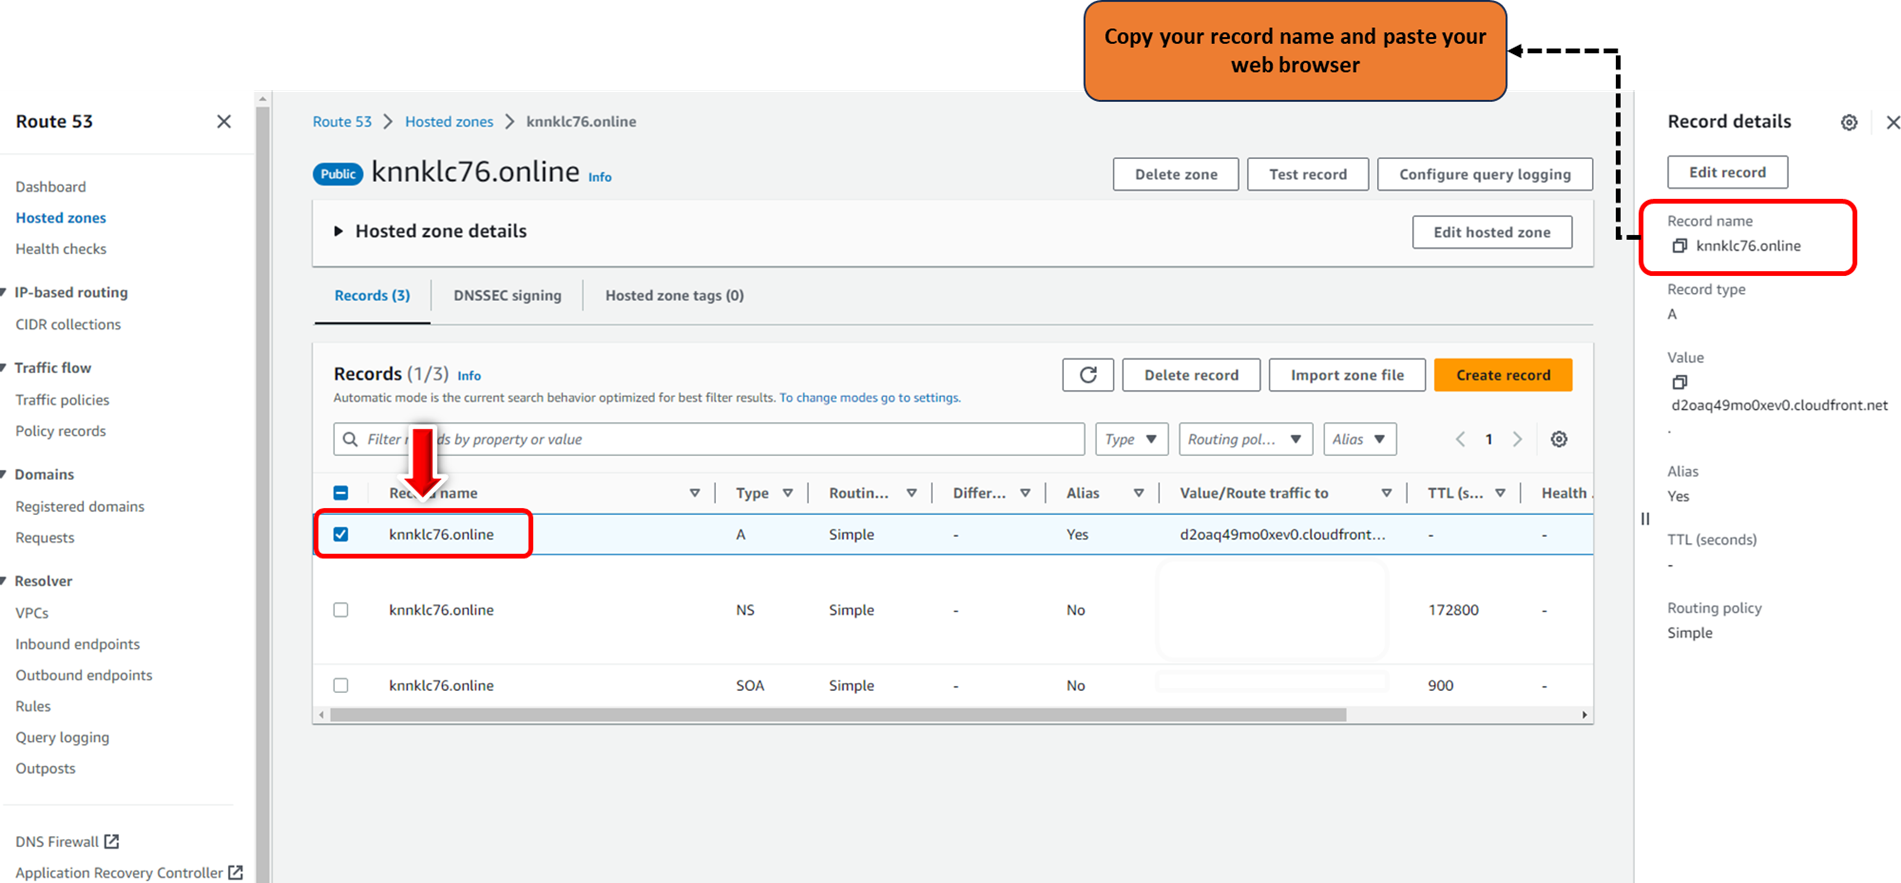 Copy your record name and paste your
web browser
Route 53
Dashboard
Hosted zones
Health checks
IP-based routing
CIDR collections
Traffic flow
Traffic policies
Policy records
Domains
Registered domains
Requests
Resolver
VPCs
Inbound endpoints
Outbound endpoints
Rules
Query logging
Outposts
DNS Firewall
Application Recovery Controller
Route 53 > Hosted zones > knnklc76.online
Public knnklc76.online Info
Delete zone Test record Configure query logging
Hosted zone details
Edit hosted zone
Records (3) DNSSEC signing Hosted zone tags (0)
Records (1/3) Info
Delete record Import zone file Create record
Automatic mode is the current search behavior optimized for best filter results. To change modes go to settings.
Filter by property or value Type Routing pol... Alias 1
name Type Routin... Differ... Alias Value/Route traffic to TTL (s... Health
knnklc76.online A Simple - Yes d2oaq49mo0xev0.cloudfront... - -
knnklc76.online NS Simple - No 172800 -
knnklc76.online SOA Simple - No 900 -
Record details
Edit record
Record name
knnklc76.online
Record type
A
Value
d2oaq49mo0xev0.cloudfront.net
.
Alias
Yes
TTL (seconds)
-
Routing policy
Simple